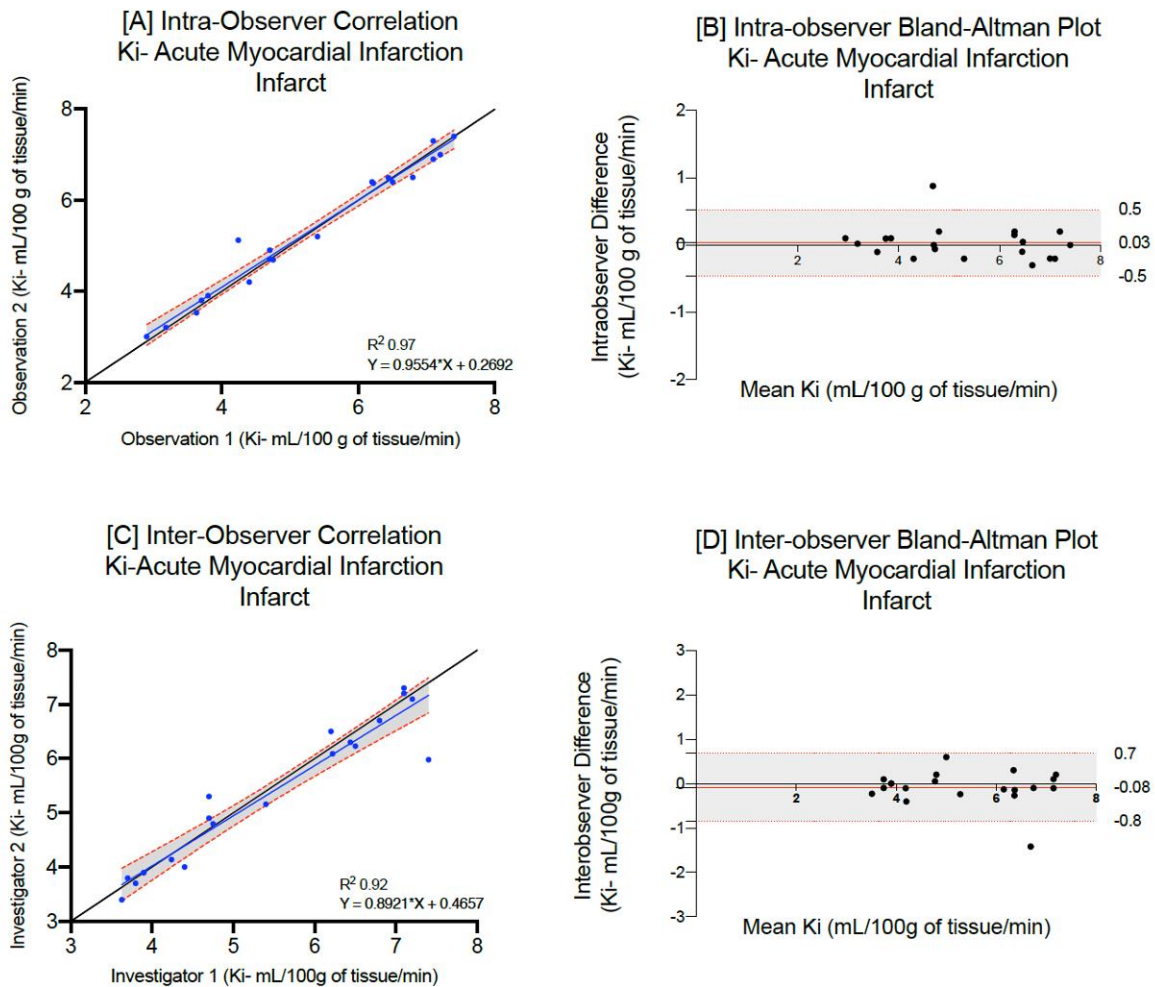 [A] Intra-Observer Correlation
Ki- Acute Myocardial Infarction
Infarct
Observation 2 (Ki- mL/100 g of tissue/min)
8
6
4
2
2
4
6
8
R² 0.97
Y = 0.9554*X + 0.2692
Observation 1 (Ki- mL/100 g of tissue/min)
[B] Intra-observer Bland-Altman Plot
Ki- Acute Myocardial Infarction
Infarct
Intraobserver Difference
(Ki- mL/100 g of tissue/min)
2
1
0
-1
-2
2
4
6
8
0.5
0.03
-0.5
Mean Ki (mL/100 g of tissue/min)
[C] Inter-Observer Correlation
Ki-Acute Myocardial Infarction
Infarct
Investigator 2 (Ki- mL/100g of tissue/min)
8
7
6
5
4
3
3
4
5
6
7
8
R² 0.92
Y = 0.8921*X + 0.4657
Investigator 1 (Ki- mL/100g of tissue/min)
[D] Inter-observer Bland-Altman Plot
Ki- Acute Myocardial Infarction
Infarct
Interobserver Difference
(Ki- mL/100g of tissue/min)
3
2
1
0
-1
-2
-3
2
4
6
8
0.7
-0.08
-0.8
Mean Ki (mL/100g of tissue/min)